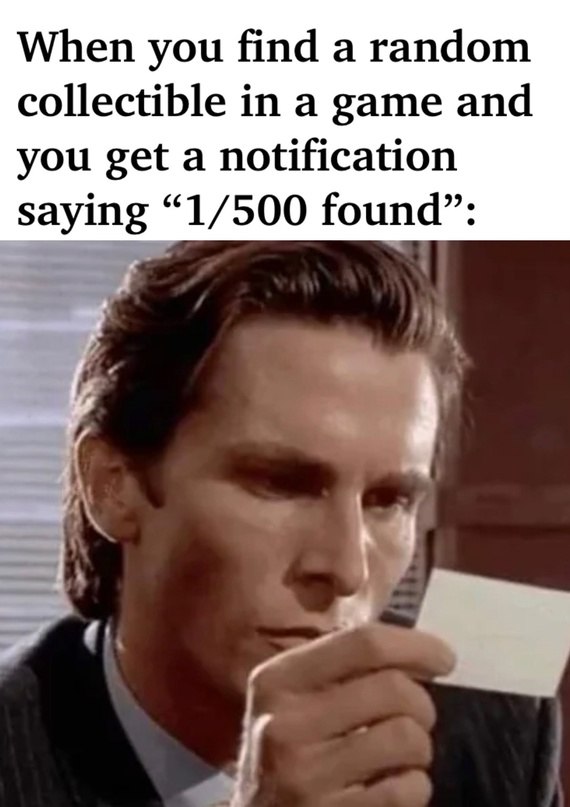 When you find a random
collectible in a game and
you get a notification
saying “1/500 found”: